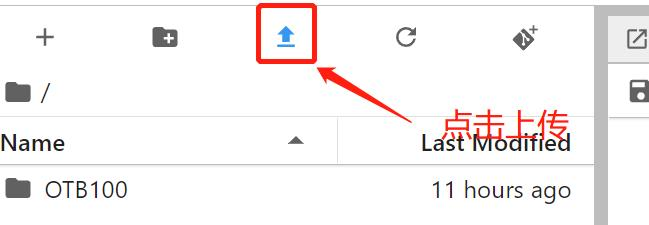 /
点击上传
Name Last Modified
OTB100 11 hours ago